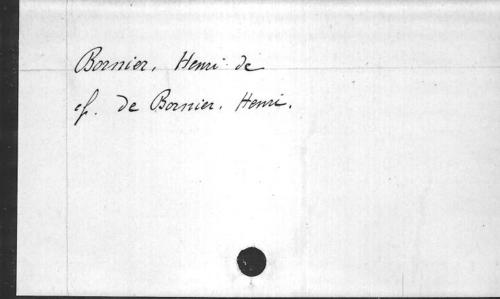 Bornier, Henri de
cf. de Bornier, Henri.